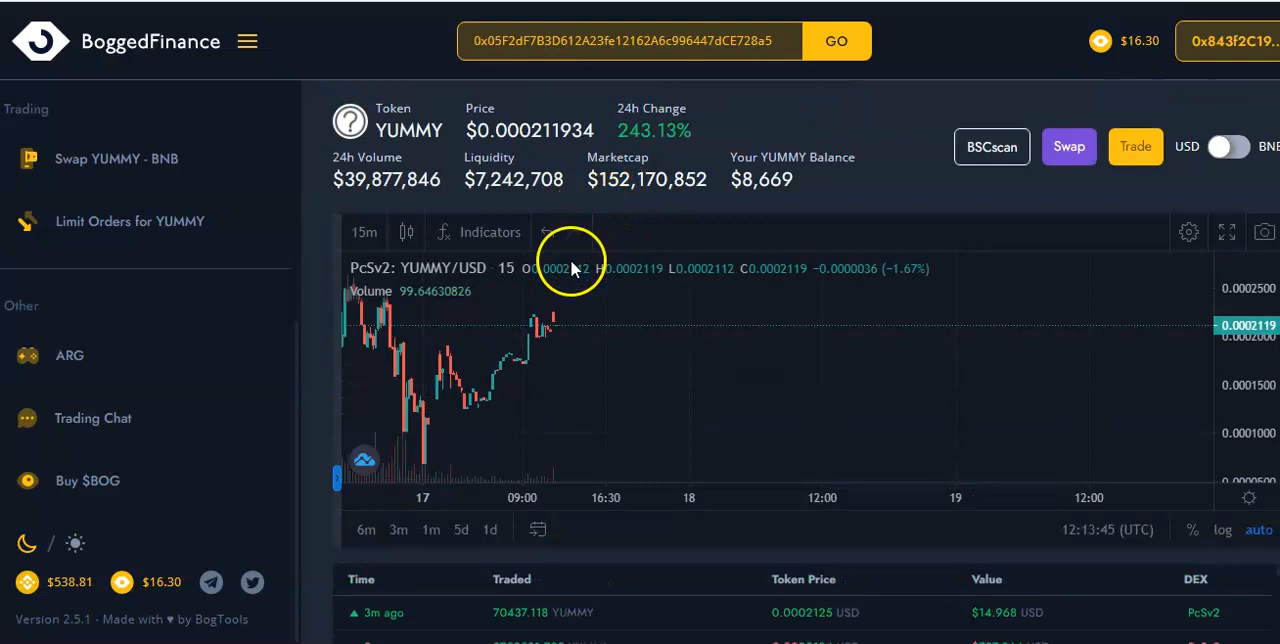 BoggedFinance
0x05F2dF7B3D612A23fe12162A6c996447dCE728a5 GO
$16.30
0x843f2C19..
Trading
Swap YUMMY - BNB
Limit Orders for YUMMY
Other
ARG
Trading Chat
Buy $BOG
/
$538.81 $16.30
Version 2.5.1 - Made with ♥ by BogTools
Token Price 24h Change
YUMMY $0.000211934 243.13%
24h Volume Liquidity Marketcap Your YUMMY Balance
$39,877,846 $7,242,708 $152,170,852 $8,669
BSCscan Swap Trade USD BNB
15m Indicators
PcSv2: YUMMY/USD · 15 O0.0002112 H0.0002119 L0.0002112 C0.0002119 −0.0000036 (−1.67%)
Volume 99.64630826
0.0002500
0.0002119
0.0002000
0.0001500
0.0001000
0.0000500
17 09:00 16:30 18 12:00 19 12:00
6m 3m 1m 5d 1d 12:13:45 (UTC) % log auto
Time Traded Token Price Value DEX
▲ 3m ago 70437.118 YUMMY 0.0002125 USD $14.968 USD PcSv2